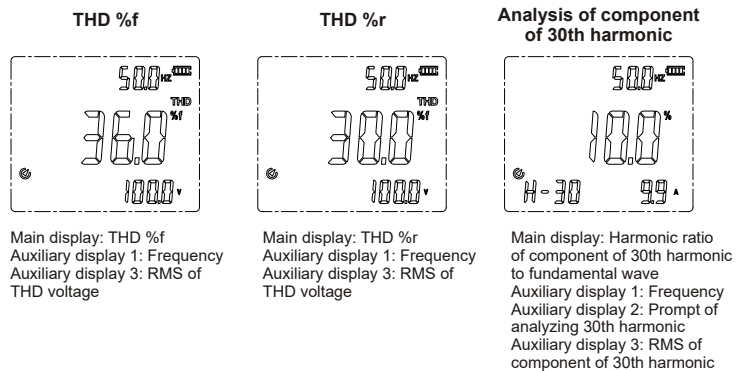 THD %f
50.0 HZ
THD
36.0 %f
100.0 V
Main display: THD %f
Auxiliary display 1: Frequency
Auxiliary display 3: RMS of
THD voltage
THD %r
50.0 HZ
THD
30.0 %f
100.0 V
Main display: THD %r
Auxiliary display 1: Frequency
Auxiliary display 3: RMS of
THD voltage
Analysis of component
of 30th harmonic
50.0 HZ
10.0 %
H-30 9.9 A
Main display: Harmonic ratio
of component of 30th harmonic
to fundamental wave
Auxiliary display 1: Frequency
Auxiliary display 2: Prompt of
analyzing 30th harmonic
Auxiliary display 3: RMS of
component of 30th harmonic